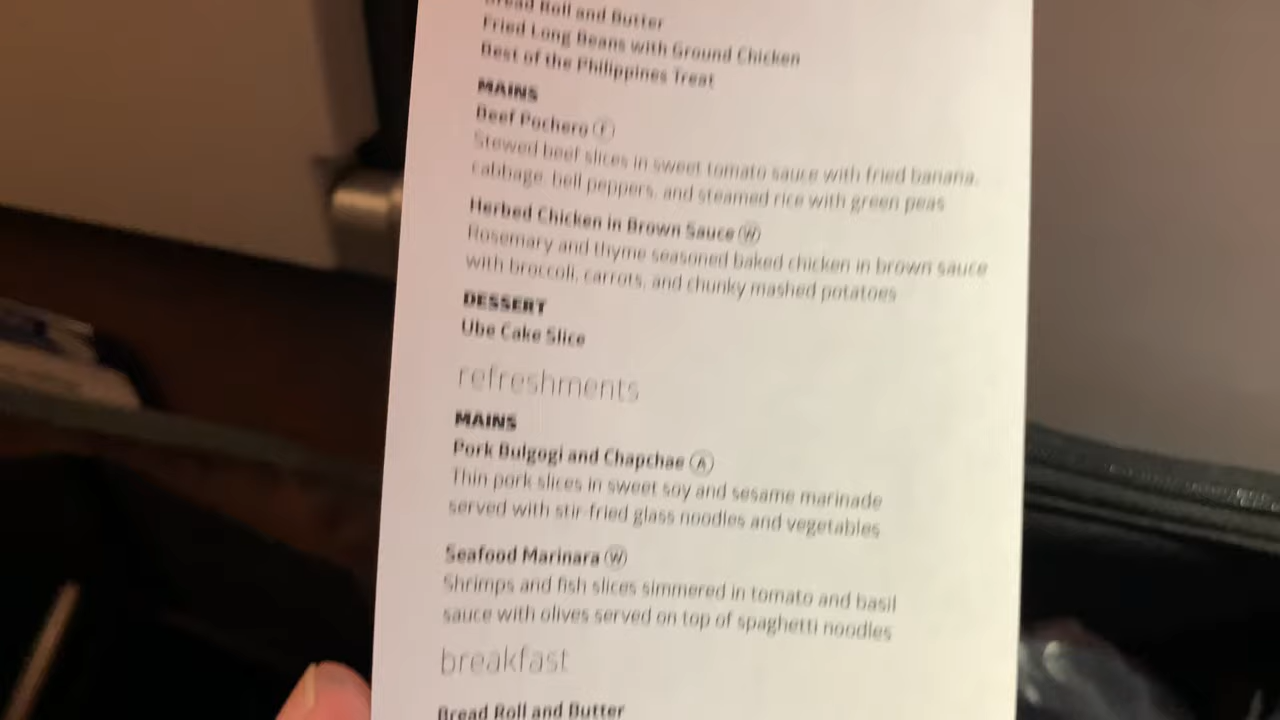 Bread Roll and Butter
Fried Long Beans with Ground Chicken
Best of the Philippines Treat
MAINS
Beef Pochero F
Stewed beef slices in sweet tomato sauce with fried banana,
cabbage, bell peppers, and steamed rice with green peas
Herbed Chicken in Brown Sauce W
Rosemary and thyme seasoned baked chicken in brown sauce
with broccoli, carrots, and chunky mashed potatoes
DESSERT
Ube Cake Slice
refreshments
MAINS
Pork Bulgogi and Chapchae A
Thin pork slices in sweet soy and sesame marinade
served with stir-fried glass noodles and vegetables
Seafood Marinara W
Shrimps and fish slices simmered in tomato and basil
sauce with olives served on top of spaghetti noodles
breakfast
Bread Roll and Butter